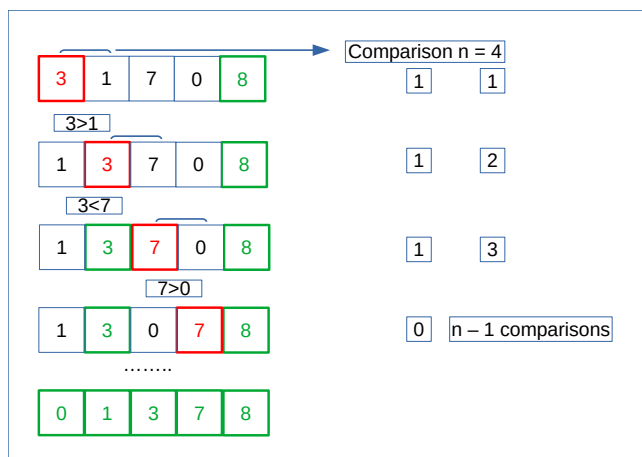 Comparison n = 4
3 1 7 0 8
1 1
3>1
1 3 7 0 8
1 2
3<7
1 3 7 0 8
1 3
7>0
1 3 0 7 8
0 n – 1 comparisons
........
0 1 3 7 8